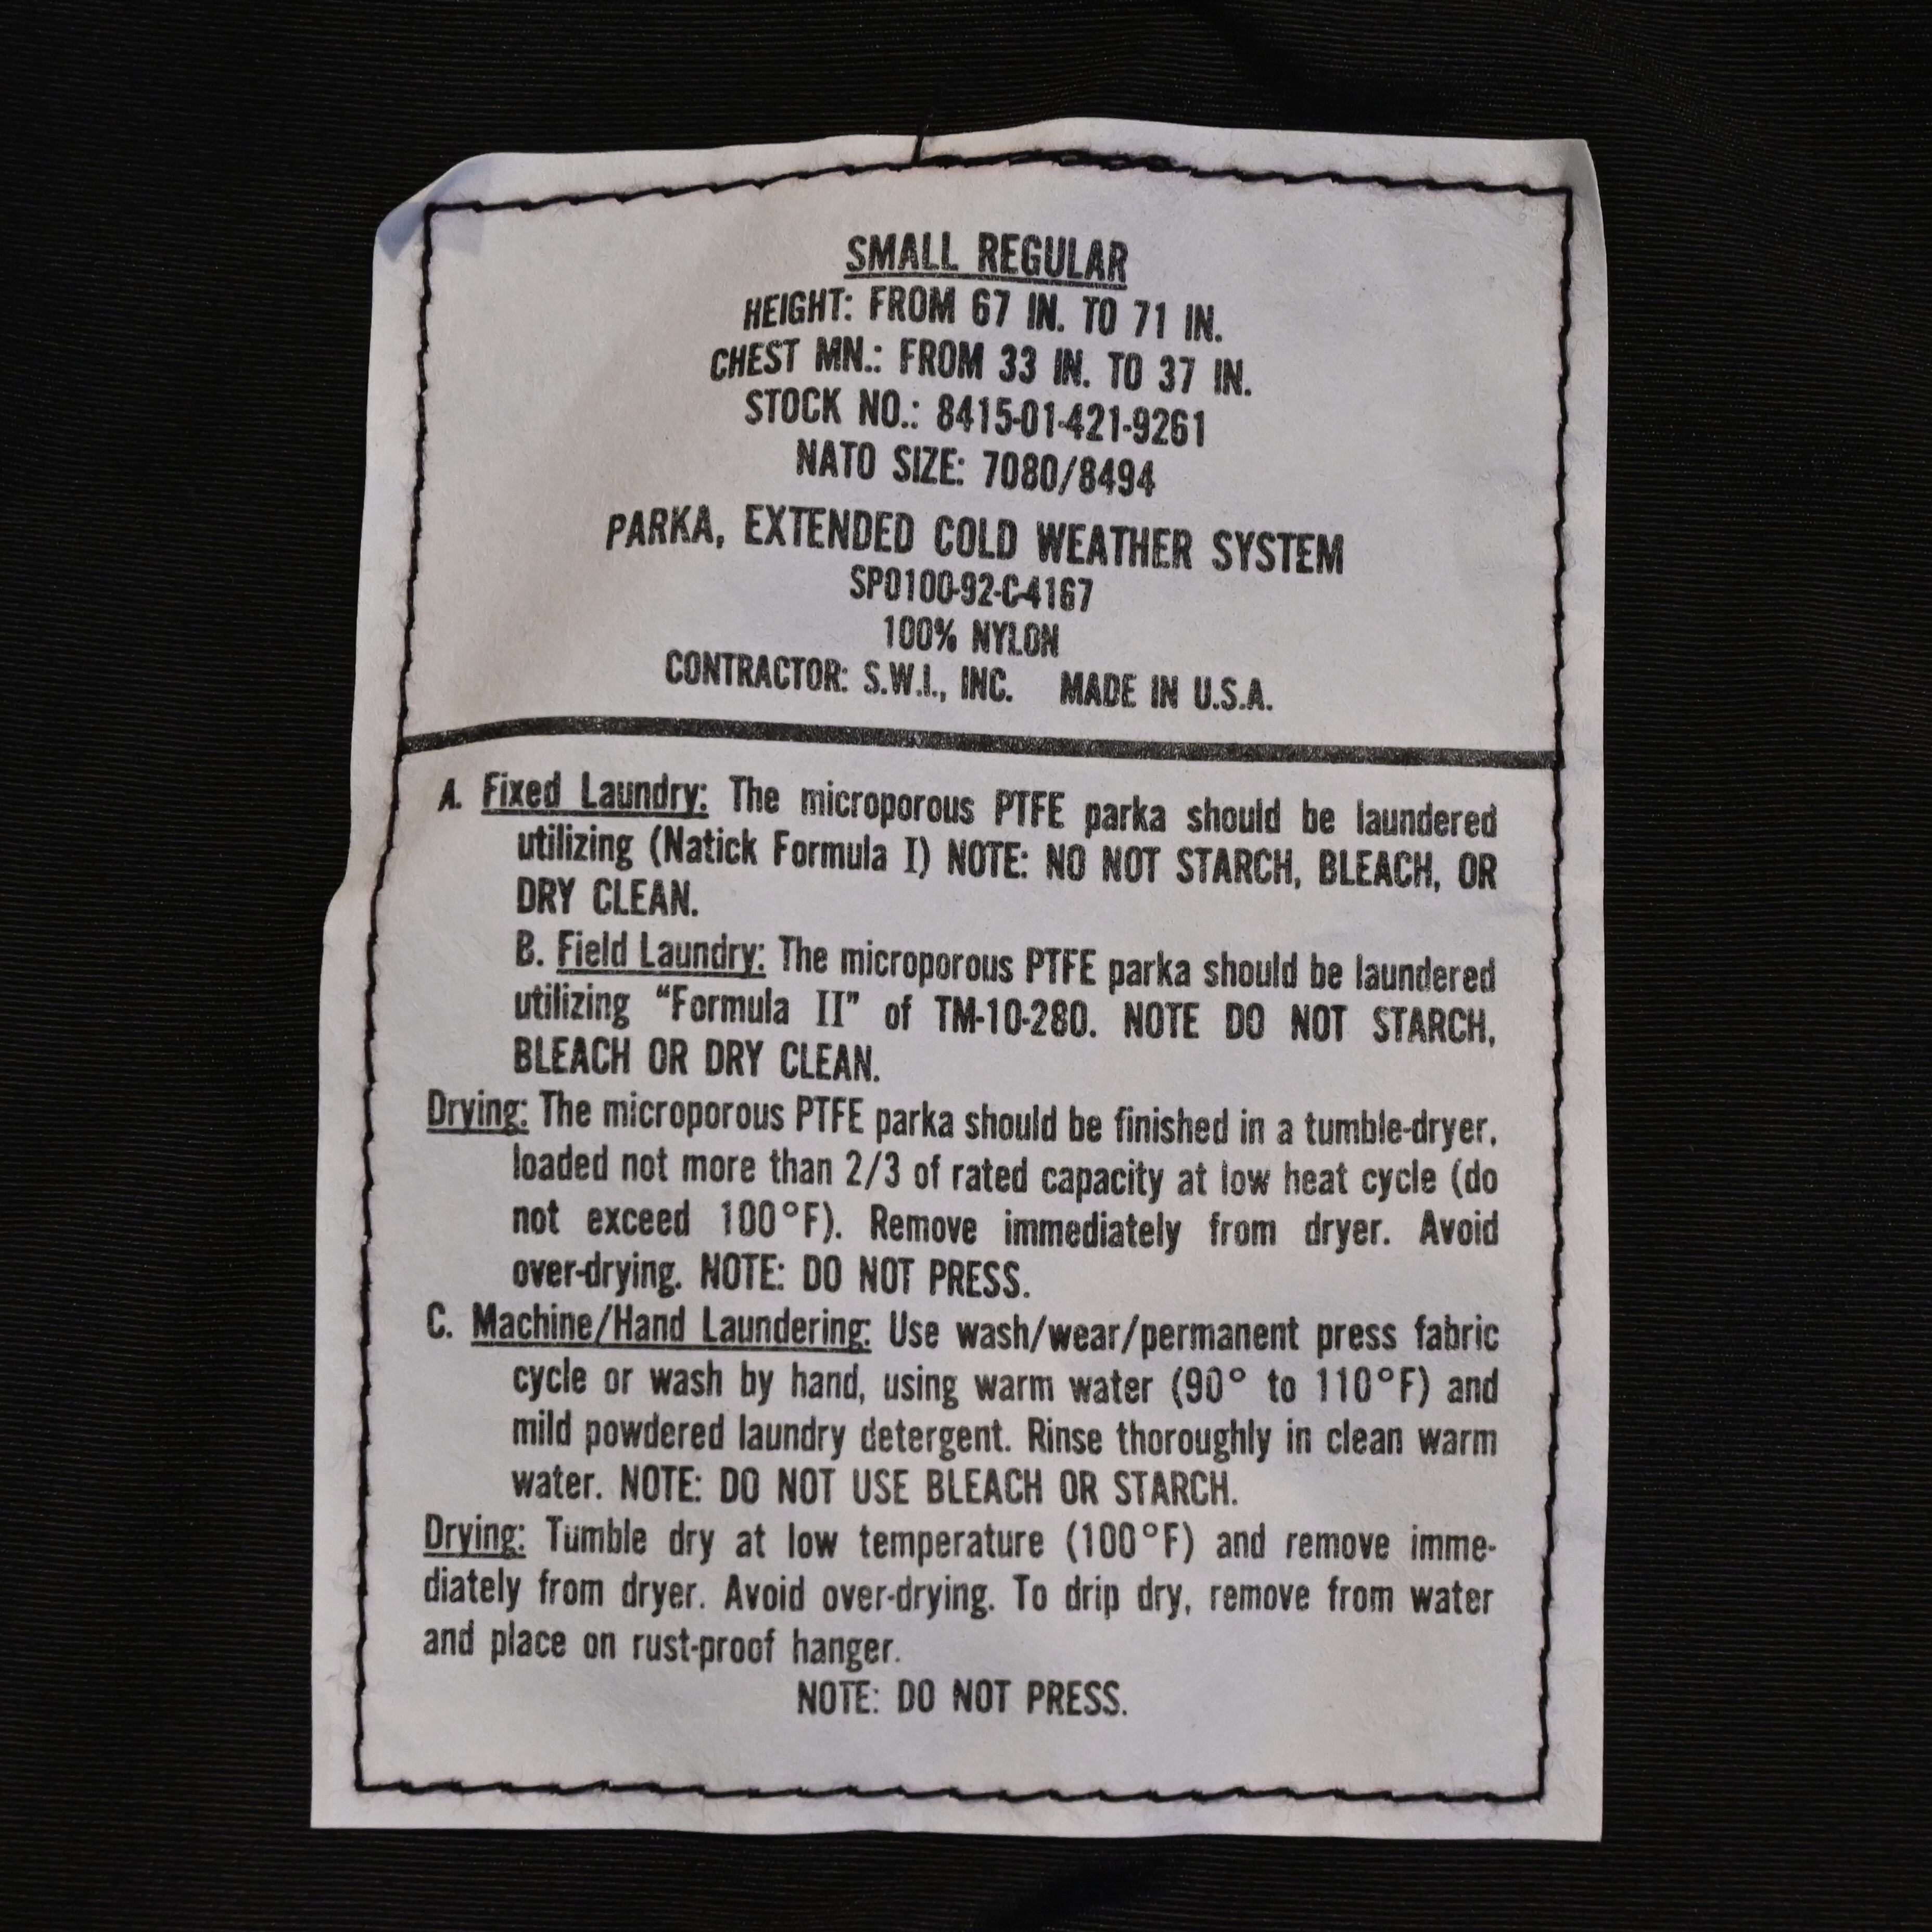 SMALL REGULAR
HEIGHT: FROM 67 IN. TO 71 IN.
CHEST MN.: FROM 33 IN. TO 37 IN.
STOCK NO.: 8415-01-421-9261
NATO SIZE: 7080/8494
PARKA, EXTENDED COLD WEATHER SYSTEM
SPO100-92-C-4167
100% NYLON
CONTRACTOR: S.W.I., INC. MADE IN U.S.A.
A. Fixed Laundry: The microporous PTFE parka should be laundered
utilizing (Natick Formula I) NOTE: NO NOT STARCH, BLEACH, OR
DRY CLEAN.
B. Field Laundry: The microporous PTFE parka should be laundered
utilizing “Formula II” of TM-10-280. NOTE DO NOT STARCH,
BLEACH OR DRY CLEAN.
Drying: The microporous PTFE parka should be finished in a tumble-dryer,
loaded not more than 2/3 of rated capacity at low heat cycle (do
not exceed 100°F). Remove immediately from dryer. Avoid
over-drying. NOTE: DO NOT PRESS.
C. Machine/Hand Laundering: Use wash/wear/permanent press fabric
cycle or wash by hand, using warm water (90° to 110°F) and
mild powdered laundry detergent. Rinse thoroughly in clean warm
water. NOTE: DO NOT USE BLEACH OR STARCH.
Drying: Tumble dry at low temperature (100°F) and remove imme-
diately from dryer. Avoid over-drying. To drip dry, remove from water
and place on rust-proof hanger.
NOTE: DO NOT PRESS.